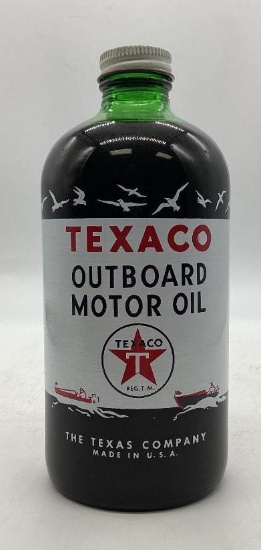 TEXACO
OUTBOARD
MOTOR OIL
TEXACO
T
REG. T. M.
THE TEXAS COMPANY
MADE IN U.S.A.